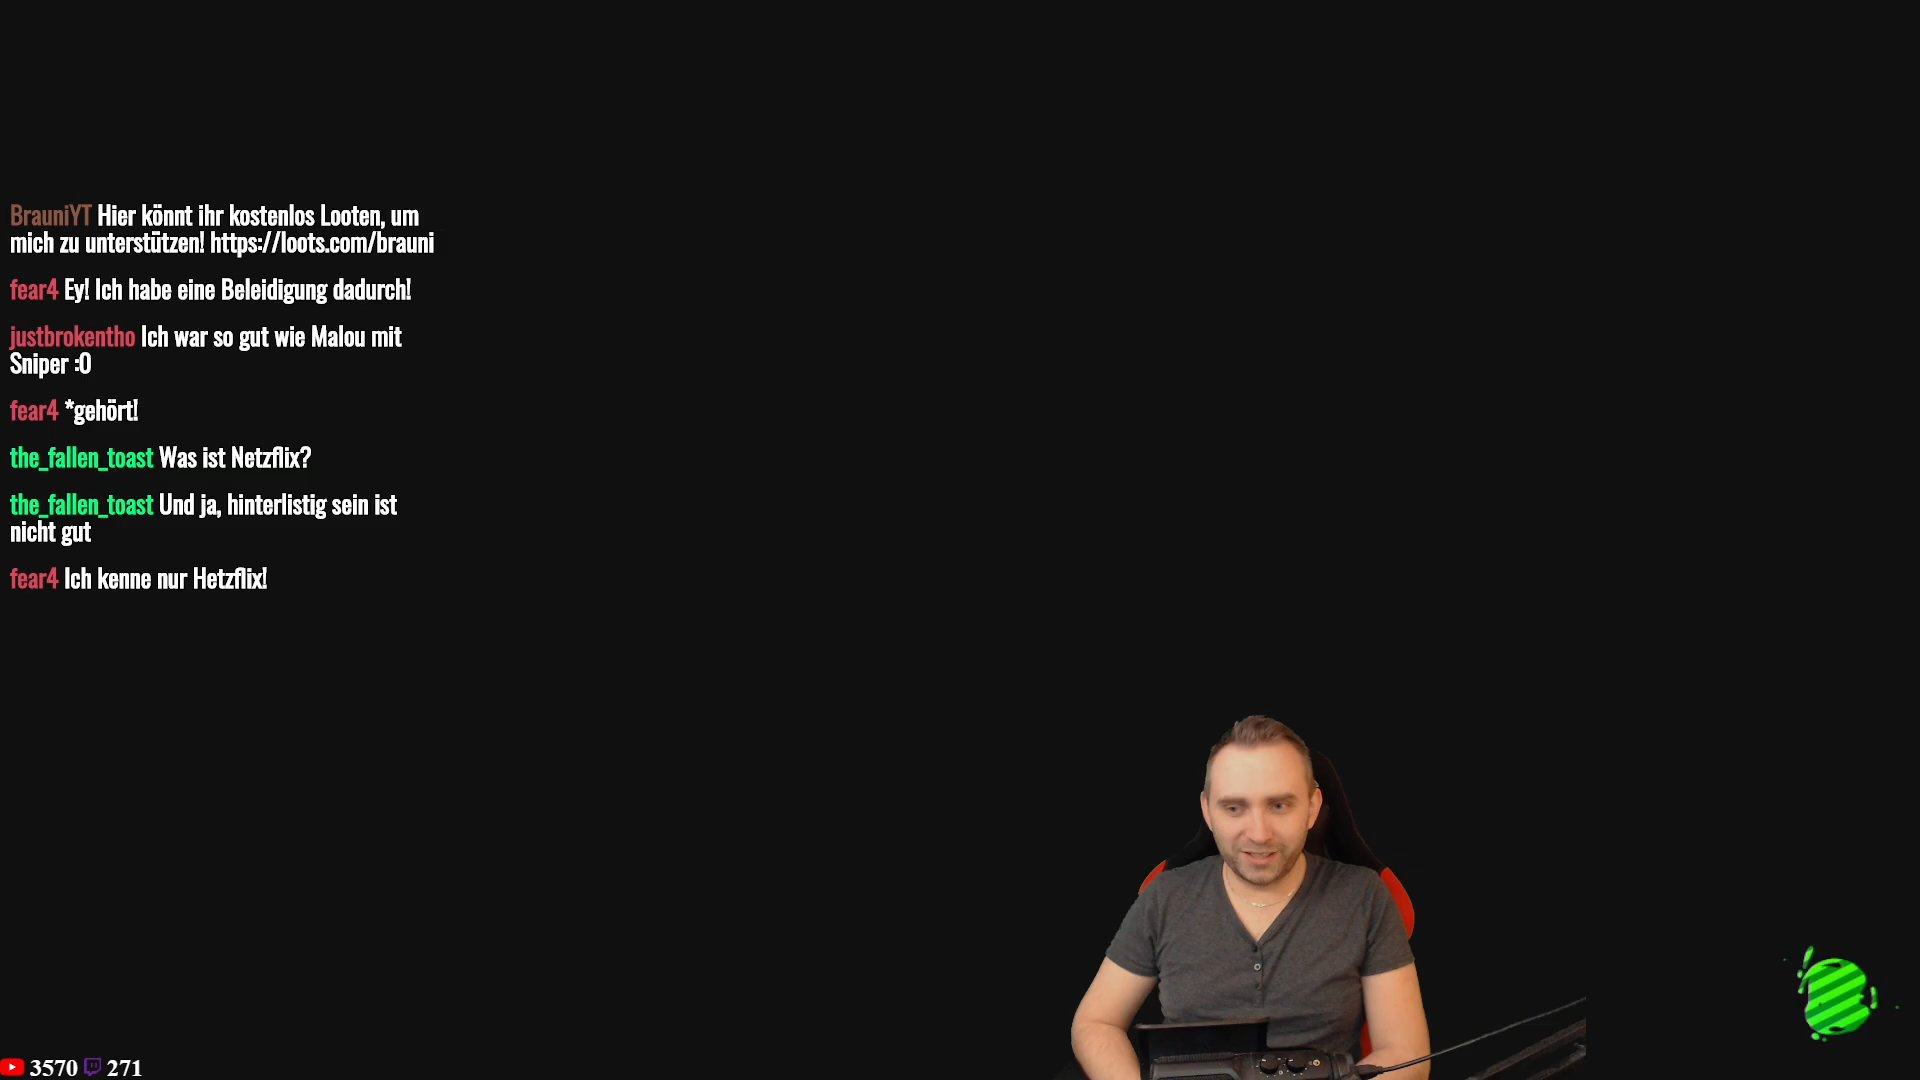 BrauniYT Hier könnt ihr kostenlos Looten, um
mich zu unterstützen! https://loots.com/brauni
fear4 Ey! Ich habe eine Beleidigung dadurch!
justbrokentho Ich war so gut wie Malou mit
Sniper :O
fear4 *gehört!
the_fallen_toast Was ist Netzflix?
the_fallen_toast Und ja, hinterlistig sein ist
nicht gut
fear4 Ich kenne nur Hetzflix!
3570 271